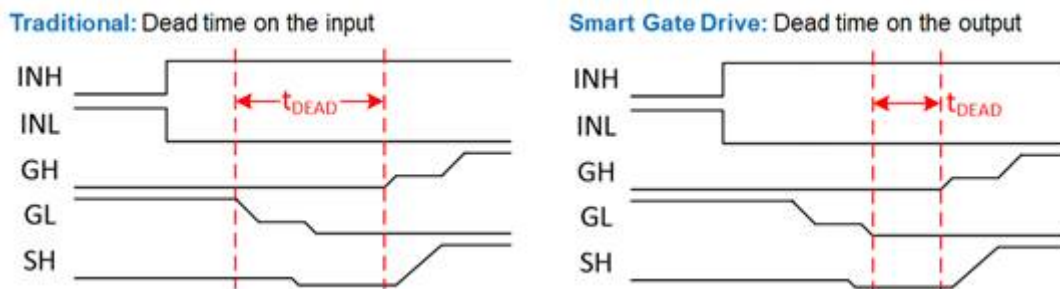 Traditional: Dead time on the input
INH
INL
GH
GL
SH
tDEAD
Smart Gate Drive: Dead time on the output
INH
INL
GH
GL
SH
tDEAD